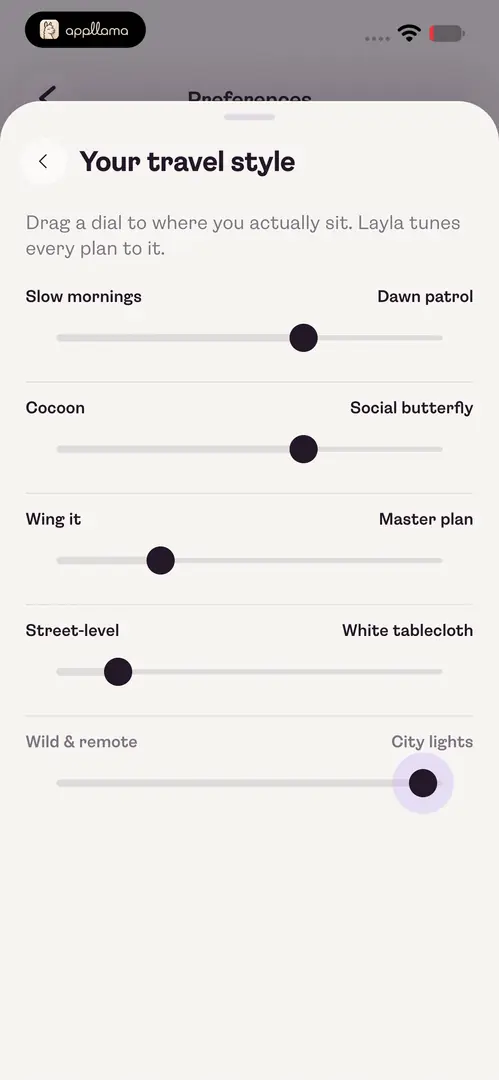 appllama
Preferences
Your travel style
Drag a dial to where you actually sit. Layla tunes
every plan to it.
Slow mornings Dawn patrol
Cocoon Social butterfly
Wing it Master plan
Street-level White tablecloth
Wild & remote City lights